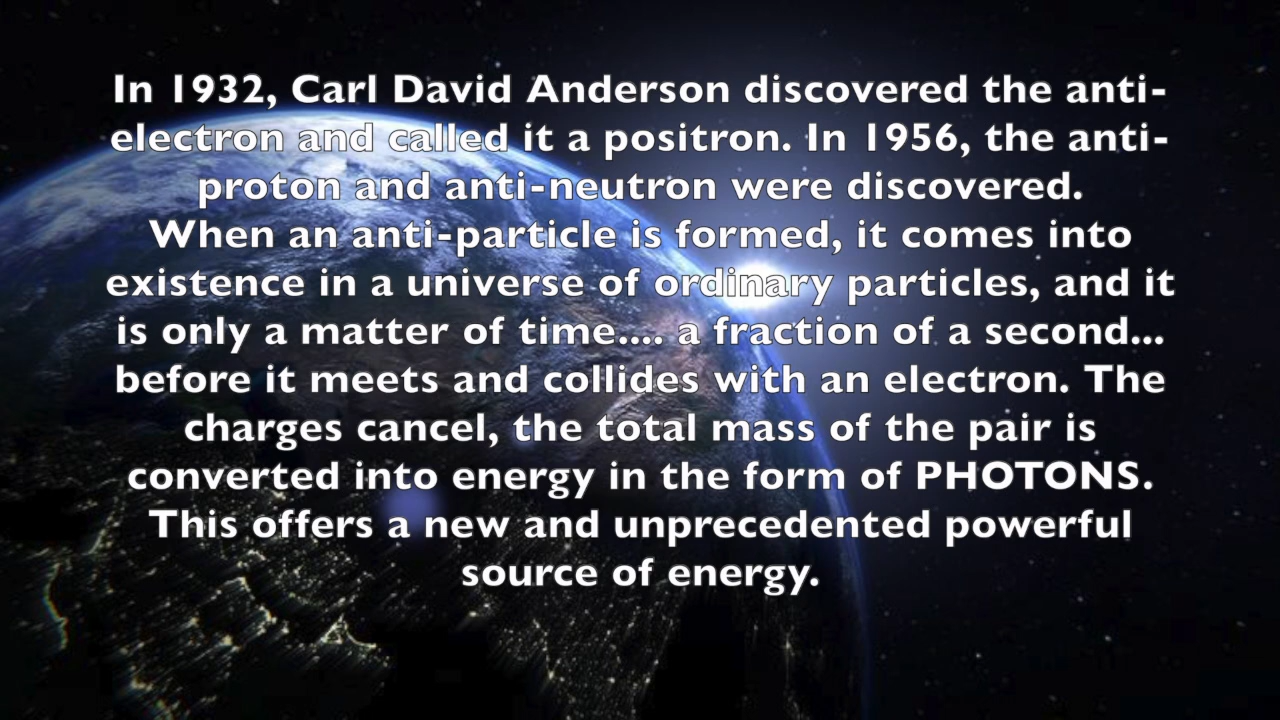 In 1932, Carl David Anderson discovered the anti-
electron and called it a positron. In 1956, the anti-
proton and anti-neutron were discovered.
When an anti-particle is formed, it comes into
existence in a universe of ordinary particles, and it
is only a matter of time.... a fraction of a second...
before it meets and collides with an electron. The
charges cancel, the total mass of the pair is
converted into energy in the form of PHOTONS.
This offers a new and unprecedented powerful
source of energy.